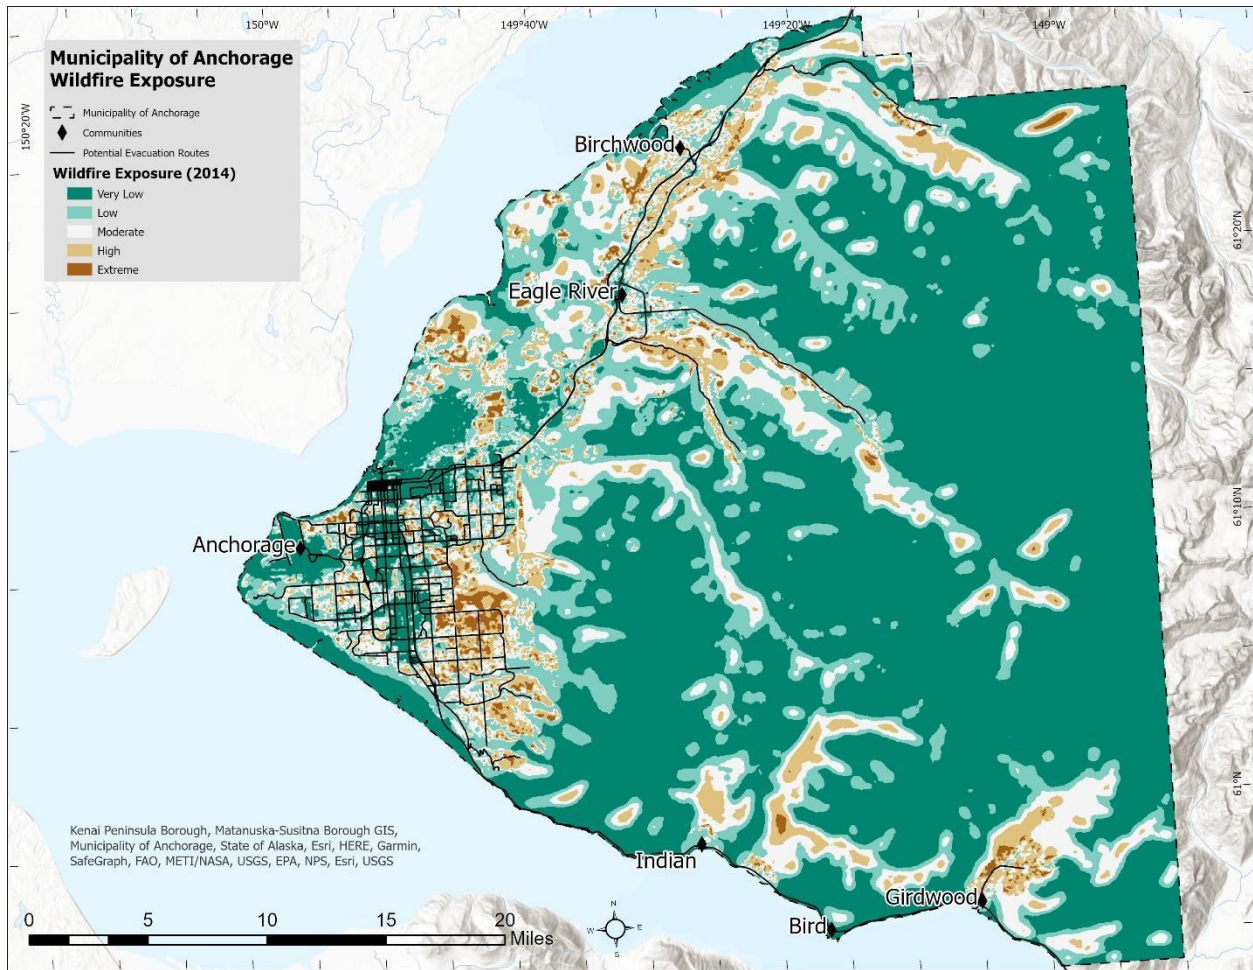 150°W
149°40'W
149°20'W
149°W
Municipality of Anchorage
Wildfire Exposure
Municipality of Anchorage
Communities
Potential Evacuation Routes
Wildfire Exposure (2014)
Very Low
Low
Moderate
High
Extreme
150°20'W
Birchwood
61°20'N
Eagle River
61°10'N
Anchorage
61°N
Kenai Peninsula Borough, Matanuska-Susitna Borough GIS,
Municipality of Anchorage, State of Alaska, Esri, HERE, Garmin,
SafeGraph, FAO, METI/NASA, USGS, EPA, NPS, Esri, USGS
Indian
Girdwood
Bird
0 5 10 15 20
Miles
N
W E
S